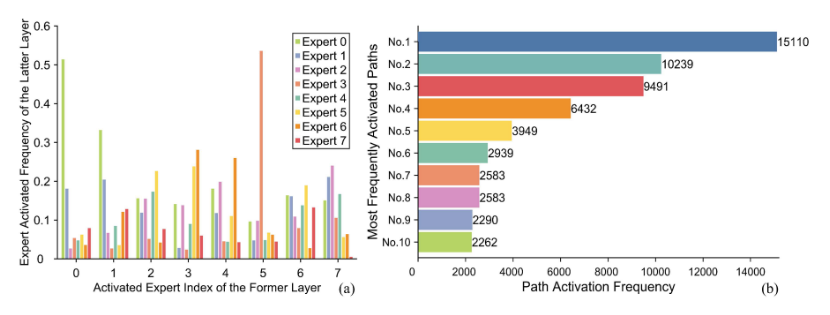 Expert Activated Frequency of the Latter Layer
0.6
0.5
0.4
0.3
0.2
0.1
0
Expert 0
Expert 1
Expert 2
Expert 3
Expert 4
Expert 5
Expert 6
Expert 7
0 1 2 3 4 5 6 7
Activated Expert Index of the Former Layer
(a)
Most Frequently Activated Paths
No.1 15110
No.2 10239
No.3 9491
No.4 6432
No.5 3949
No.6 2939
No.7 2583
No.8 2583
No.9 2290
No.10 2262
0 2000 4000 6000 8000 10000 12000 14000
Path Activation Frequency
(b)